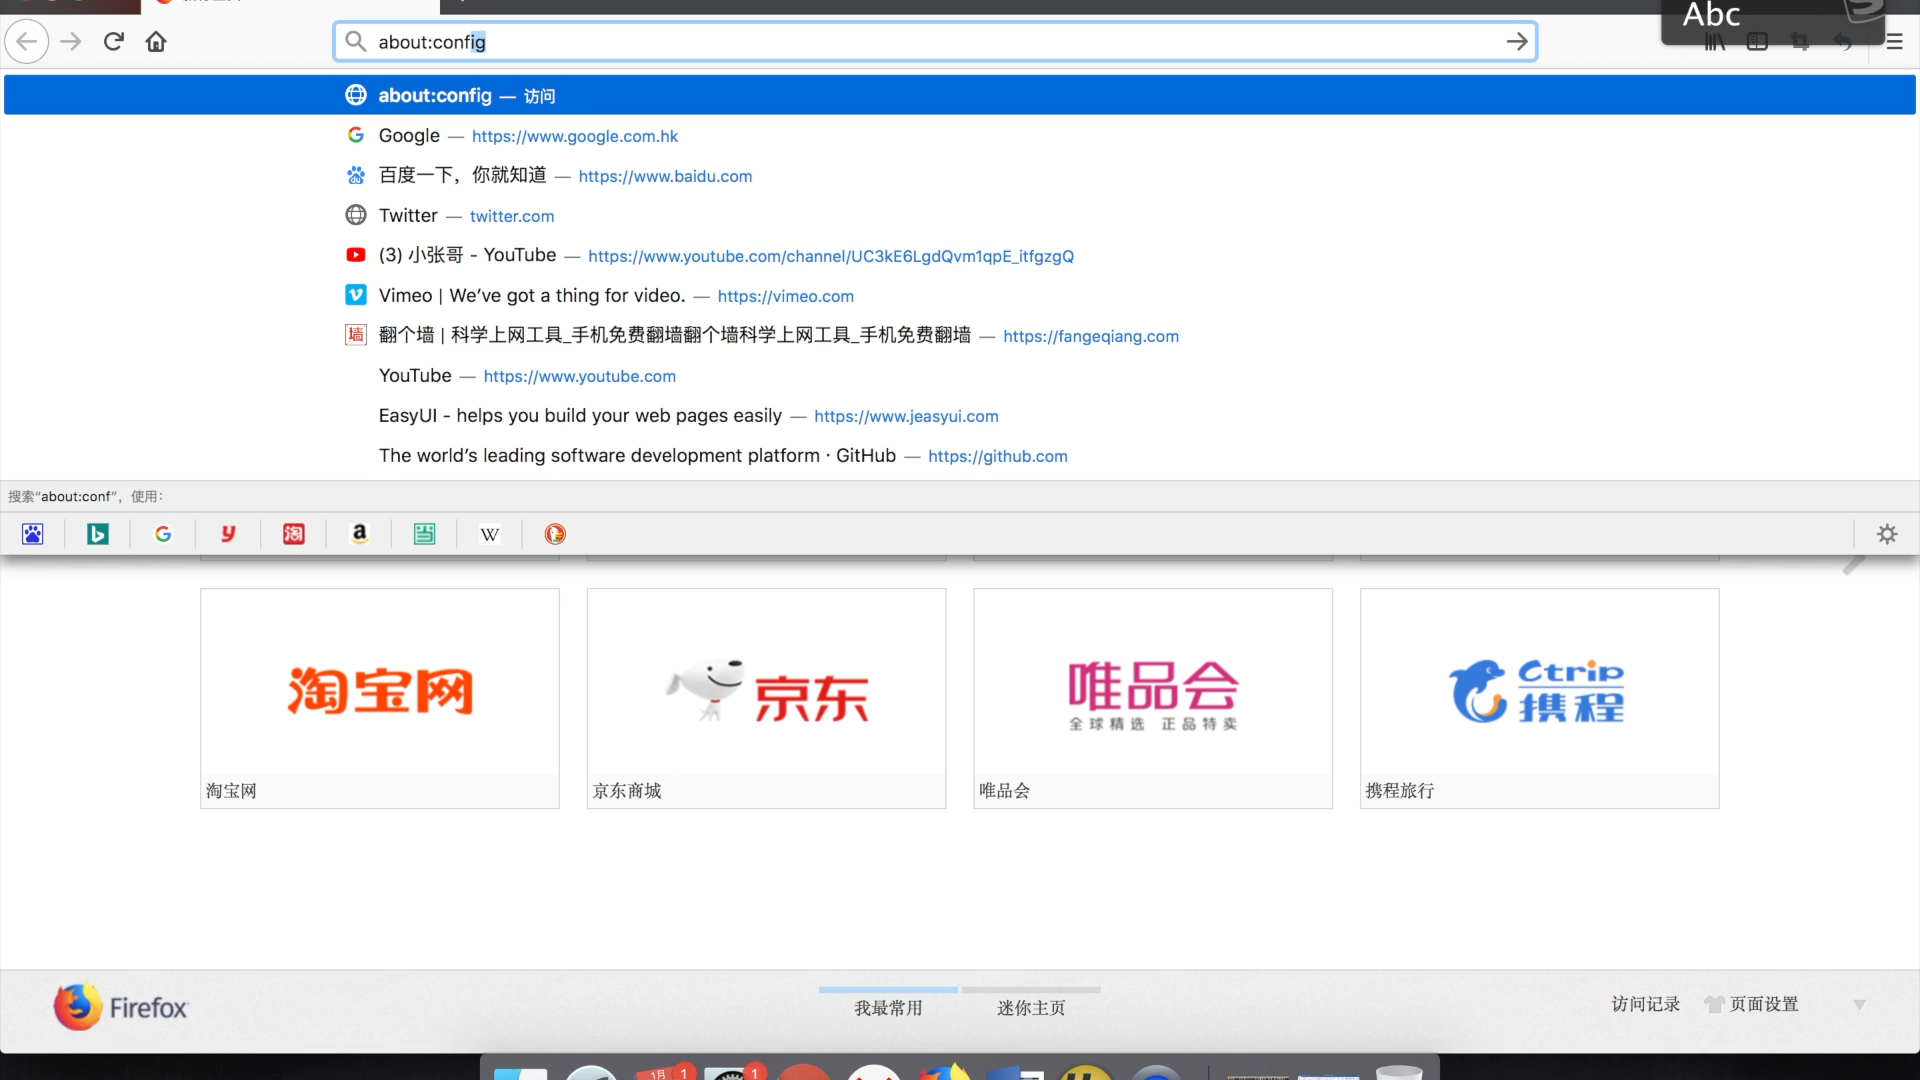 Abc
about:config
about:config — 访问
Google — https://www.google.com.hk
百度一下，你就知道 — https://www.baidu.com
Twitter — twitter.com
(3) 小张哥 - YouTube — https://www.youtube.com/channel/UC3kE6LgdQvm1qpE_itfgzgQ
Vimeo | We’ve got a thing for video. — https://vimeo.com
墙 翻个墙 | 科学上网工具_手机免费翻墙翻个墙科学上网工具_手机免费翻墙 — https://fangeqiang.com
YouTube — https://www.youtube.com
EasyUI - helps you build your web pages easily — https://www.jeasyui.com
The world’s leading software development platform · GitHub — https://github.com
搜索“about:conf”，使用：
淘 a 当 W
淘宝网 京东 唯品会 Ctrip
全球精选 正品特卖 携程
淘宝网 京东商城 唯品会 携程旅行
Firefox 我最常用 迷你主页 访问记录 页面设置
1月 1 1